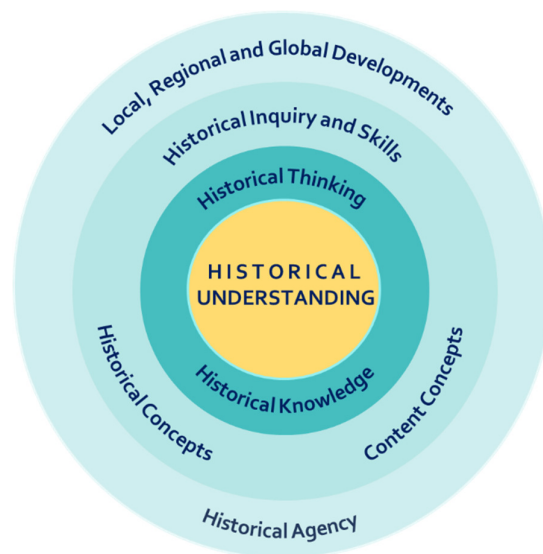 Local, Regional and Global Developments
Historical Inquiry and Skills
Historical Thinking
HISTORICAL
UNDERSTANDING
Historical Knowledge
Historical Concepts
Content Concepts
Historical Agency